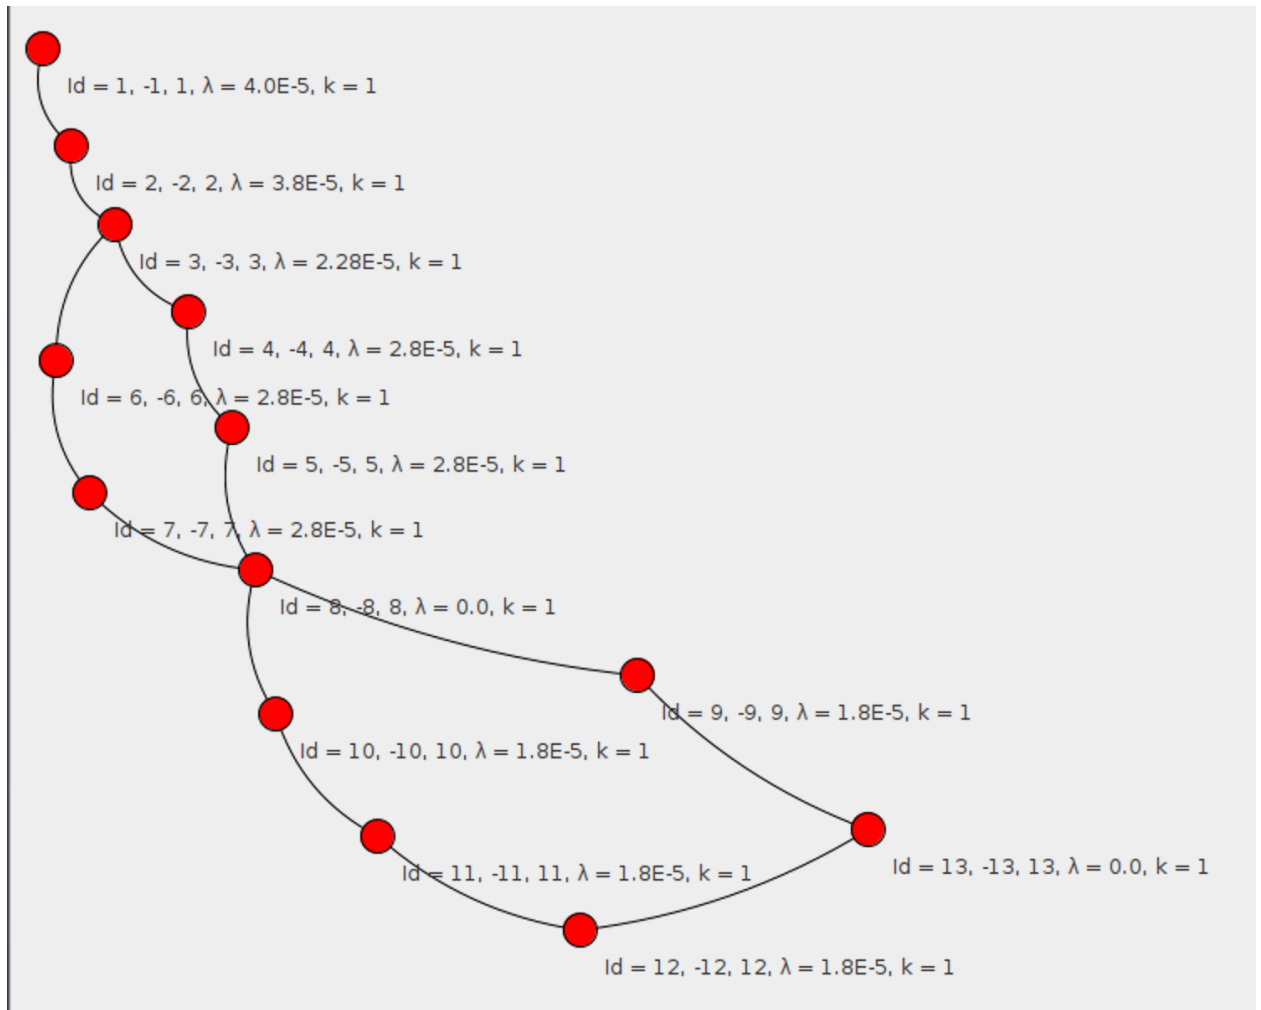 Id = 1, -1, 1, λ = 4.0E-5, k = 1
Id = 2, -2, 2, λ = 3.8E-5, k = 1
Id = 3, -3, 3, λ = 2.28E-5, k = 1
Id = 4, -4, 4, λ = 2.8E-5, k = 1
Id = 6, -6, 6, λ = 2.8E-5, k = 1
Id = 5, -5, 5, λ = 2.8E-5, k = 1
Id = 7, -7, 7, λ = 2.8E-5, k = 1
Id = 8, -8, 8, λ = 0.0, k = 1
Id = 9, -9, 9, λ = 1.8E-5, k = 1
Id = 10, -10, 10, λ = 1.8E-5, k = 1
Id = 13, -13, 13, λ = 0.0, k = 1
Id = 11, -11, 11, λ = 1.8E-5, k = 1
Id = 12, -12, 12, λ = 1.8E-5, k = 1